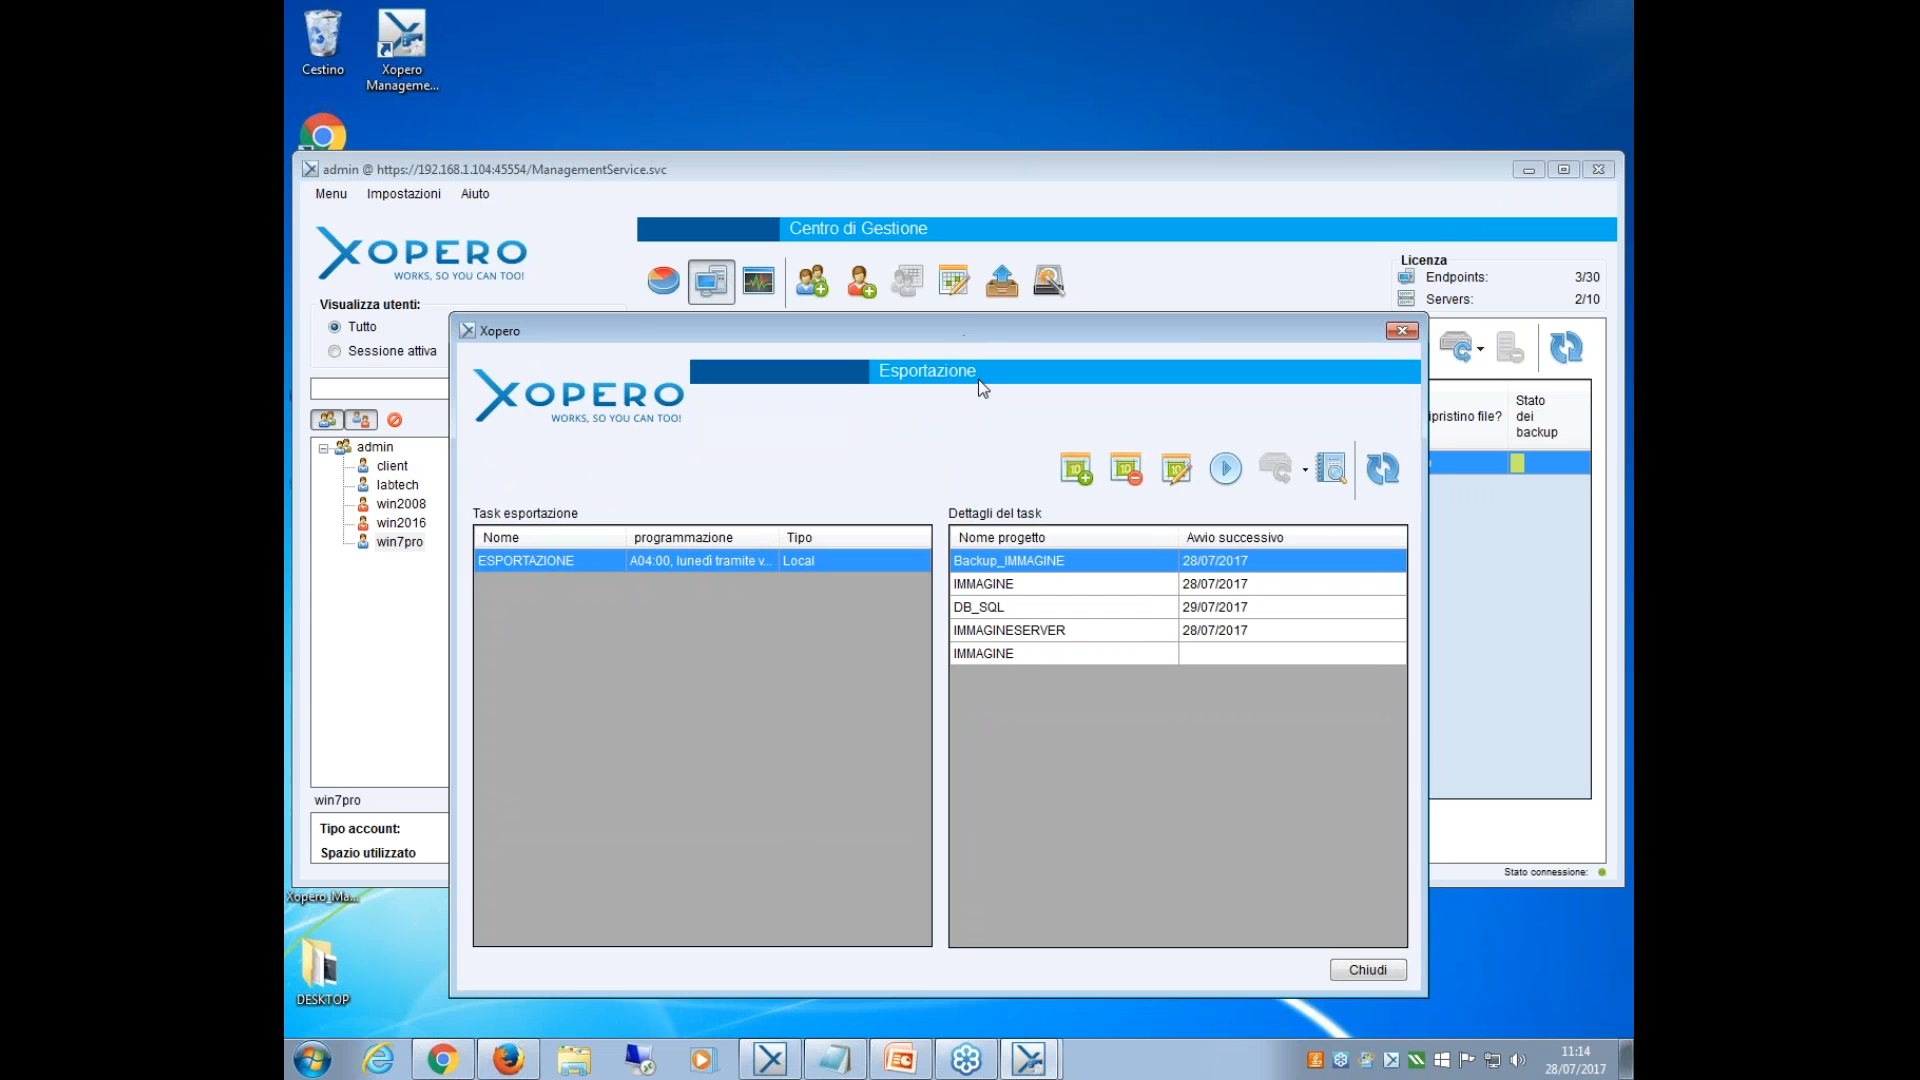 Cestino
Xopero
Manageme...
admin @ https://192.168.1.104:45554/ManagementService.svc
Menu Impostazioni Aiuto
XOPERO
WORKS, SO YOU CAN TOO!
Centro di Gestione
Licenza
Endpoints: 3/30
Servers: 2/10
Visualizza utenti:
Tutto
Sessione attiva
admin
client
labtech
win2008
win2016
win7pro
win7pro
Tipo account:
Spazio utilizzato
Xopero
XOPERO
WORKS, SO YOU CAN TOO!
Esportazione
Task esportazione
Nome programmazione Tipo
ESPORTAZIONE A04:00, lunedì tramite v... Local
Dettagli del task
Nome progetto Avvio successivo
Backup_IMMAGINE 28/07/2017
IMMAGINE 28/07/2017
DB_SQL 29/07/2017
IMMAGINESERVER 28/07/2017
IMMAGINE
Chiudi
ipristino file?
Stato
dei
backup
Stato connessione:
Xopero_Ma...
DESKTOP
11:14
28/07/2017